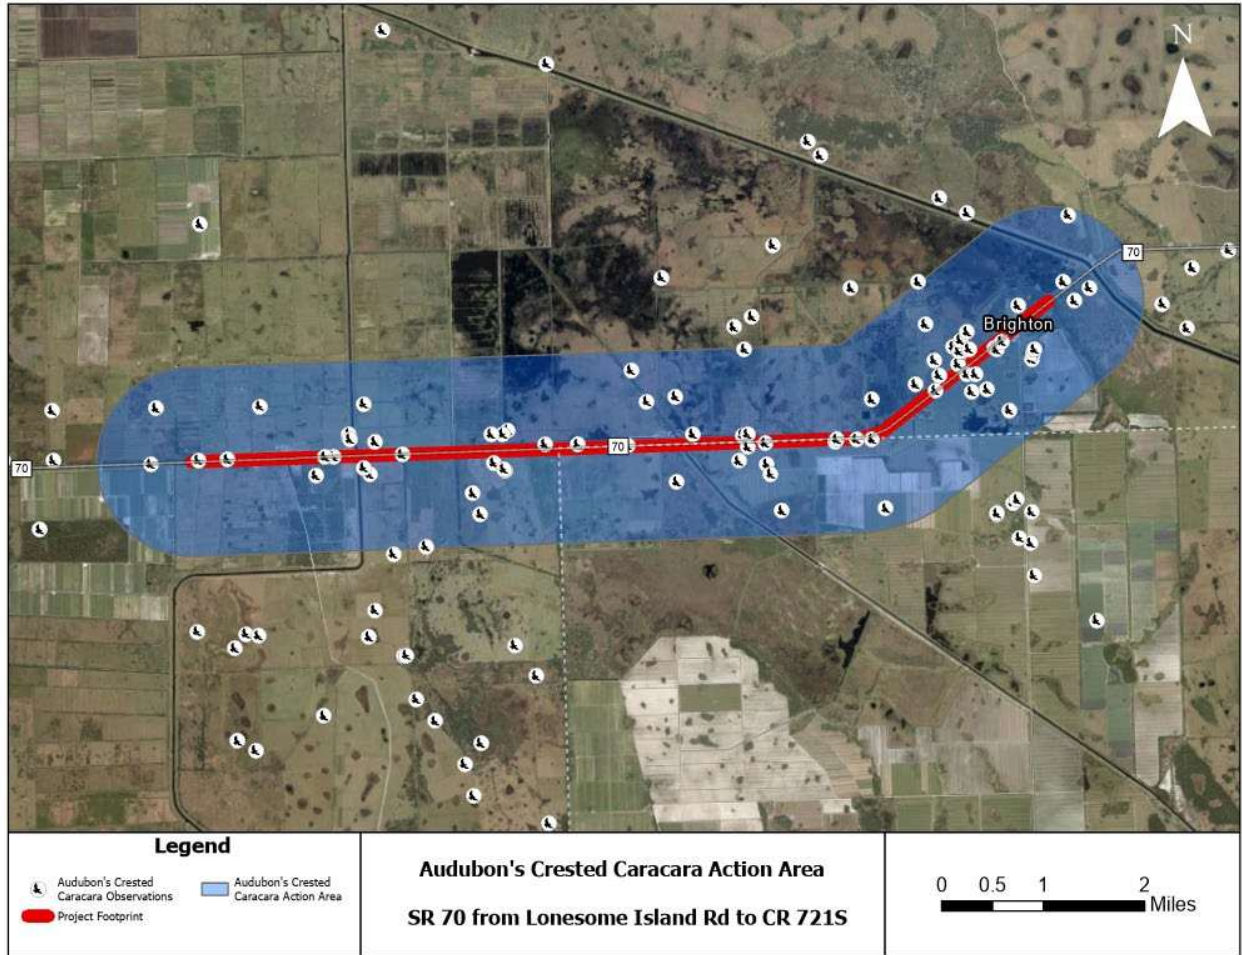 N
70
Brighton
70
70
Legend
Audubon's Crested
Caracara Observations
Audubon's Crested
Caracara Action Area
Project Footprint
Audubon's Crested Caracara Action Area
SR 70 from Lonesome Island Rd to CR 721S
0 0.5 1 2
Miles